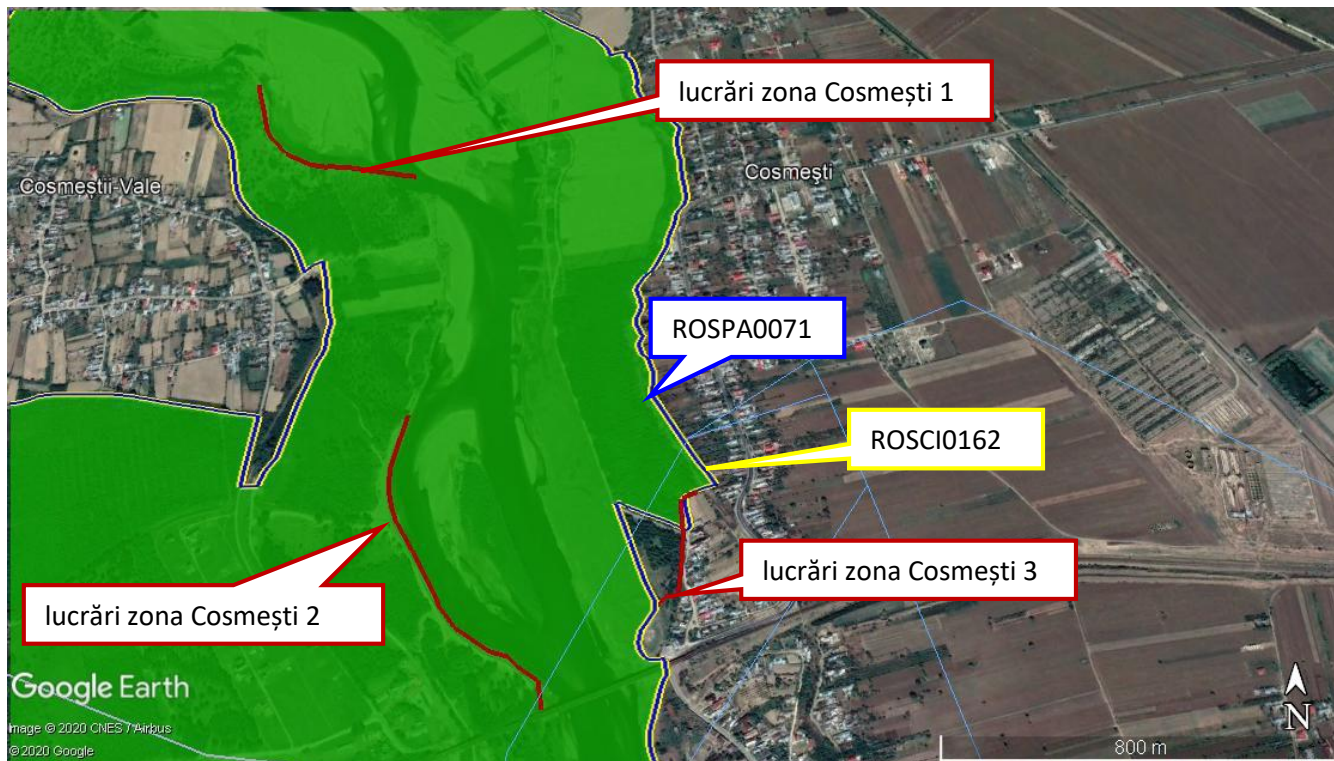 lucrări zona Cosmești 1
Cosmeștii-Vale
Cosmești
ROSPA0071
ROSCI0162
lucrări zona Cosmești 3
lucrări zona Cosmești 2
Google Earth
Image © 2020 CNES / Airbus
© 2020 Google
N
800 m